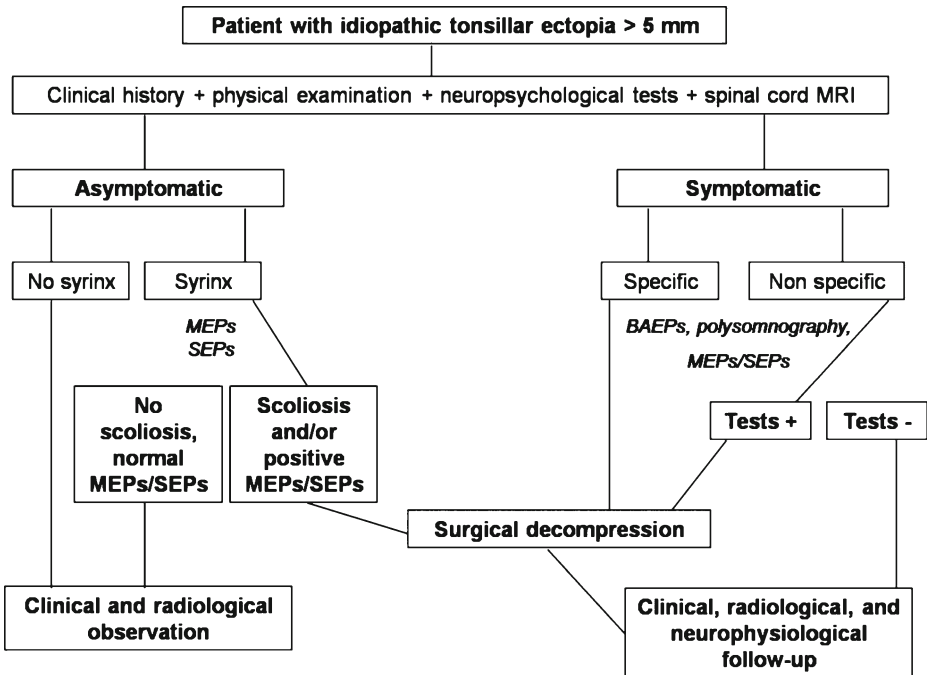 Patient with idiopathic tonsillar ectopia > 5 mm
Clinical history + physical examination + neuropsychological tests + spinal cord MRI
Asymptomatic
Symptomatic
No syrinx
Syrinx
Specific
Non specific
MEPs
SEPs
BAEPs, polysomnography,
MEPs/SEPs
No
scoliosis,
normal
MEPs/SEPs
Scoliosis
and/or
positive
MEPs/SEPs
Tests +
Tests -
Surgical decompression
Clinical and radiological
observation
Clinical, radiological, and
neurophysiological
follow-up